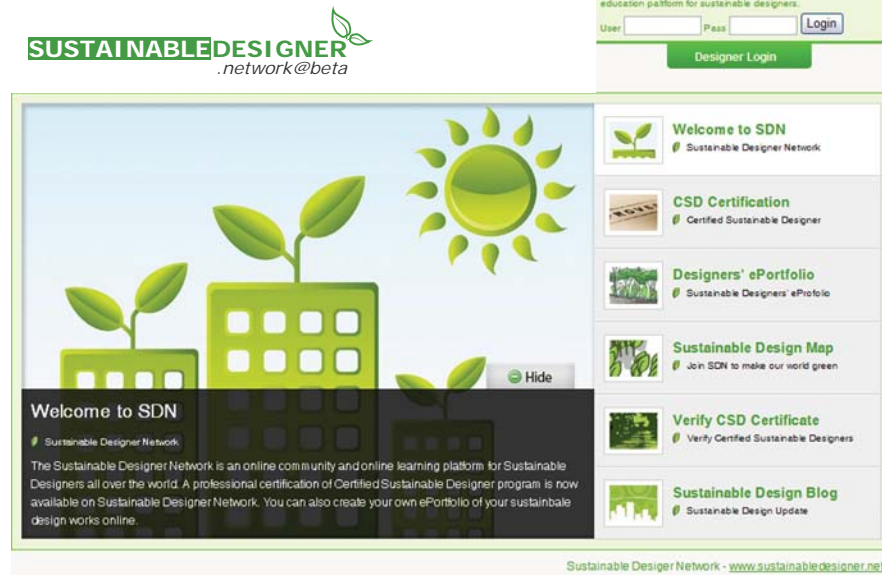 education paltform for sustainable designers.
User Pass Login
Designer Login
SUSTAINABLEDESIGNER
.network@beta
Welcome to SDN
Sustainable Designer Network
CSD Certification
Certified Sustainable Designer
Designers' ePortfolio
Sustainable Designers' eProfolio
Sustainable Design Map
Join SDN to make our world green
Verify CSD Certificate
Verify Certified Sustainable Designers
Sustainable Design Blog
Sustainable Design Update
Hide
Welcome to SDN
Sustainable Designer Network
The Sustainable Designer Network is an online community and online learning platform for Sustainable
Designers all over the world. A professional certification of Certified Sustainable Designer program is now
available on Sustainable Designer Network. You can also create your own ePortfolio of your sustainbale
design works online.
Sustainable Desiger Network - www.sustainabledesigner.net